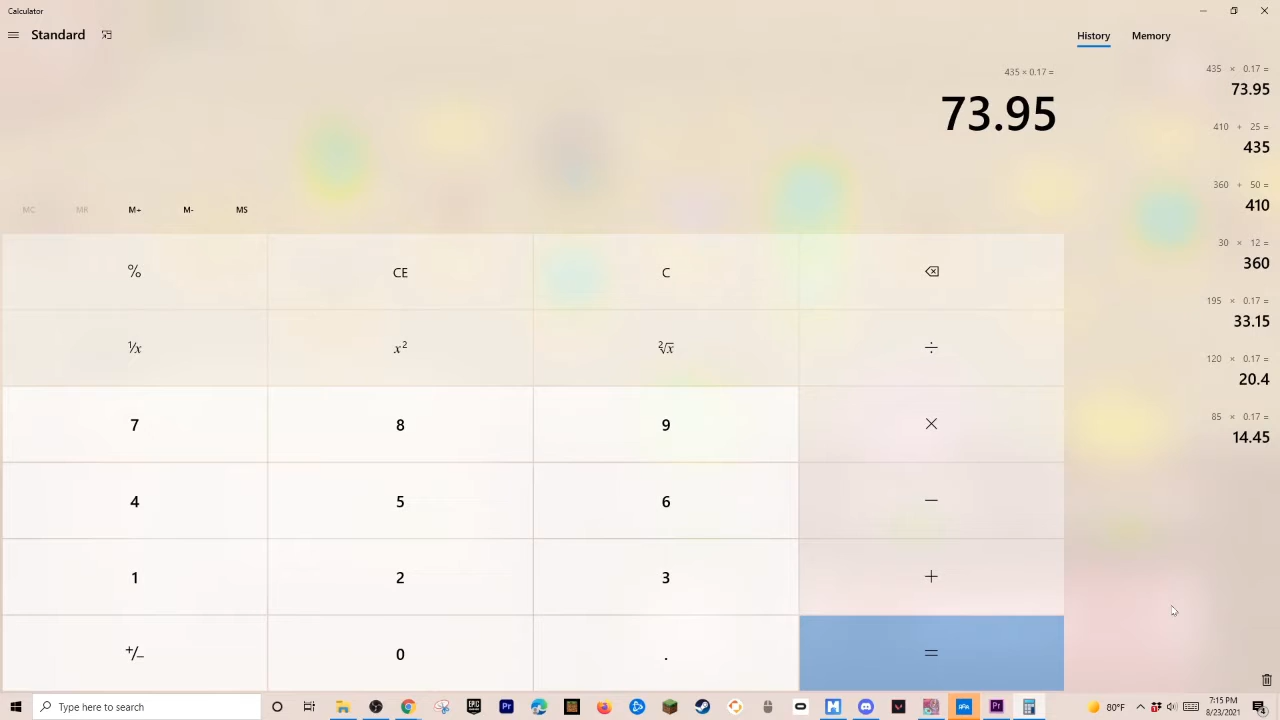 Calculator
Standard
History Memory
435 × 0.17 =
73.95
435 × 0.17 =
73.95
410 + 25 =
435
360 + 50 =
410
30 × 12 =
360
195 × 0.17 =
33.15
120 × 0.17 =
20.4
85 × 0.17 =
14.45
MC MR M+ M- MS
% CE C
⅟x x² ²√x ÷
7 8 9 ×
4 5 6 −
1 2 3 +
+/− 0 . =
Type here to search
80°F
7:15 PM
8/23/2021